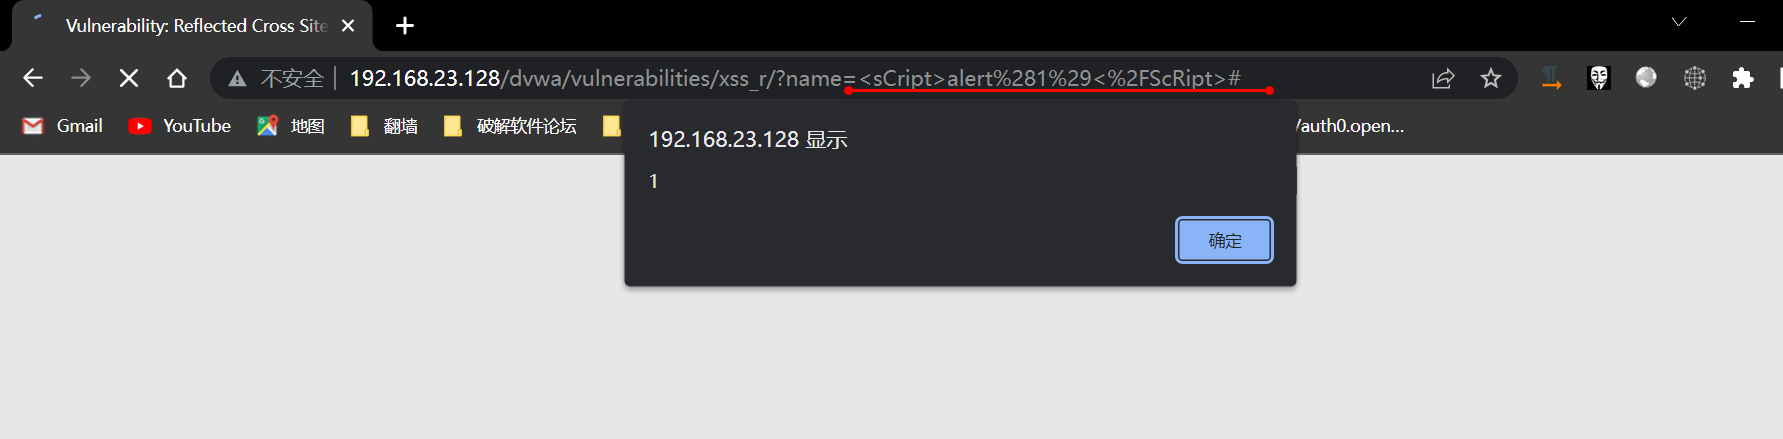 Vulnerability: Reflected Cross Site
不安全 192.168.23.128/dvwa/vulnerabilities/xss_r/?name=<sCript>alert%281%29<%2FScRipt>#
Gmail YouTube 地图 翻墙 破解软件论坛 /auth0.open...
192.168.23.128 显示
1
确定